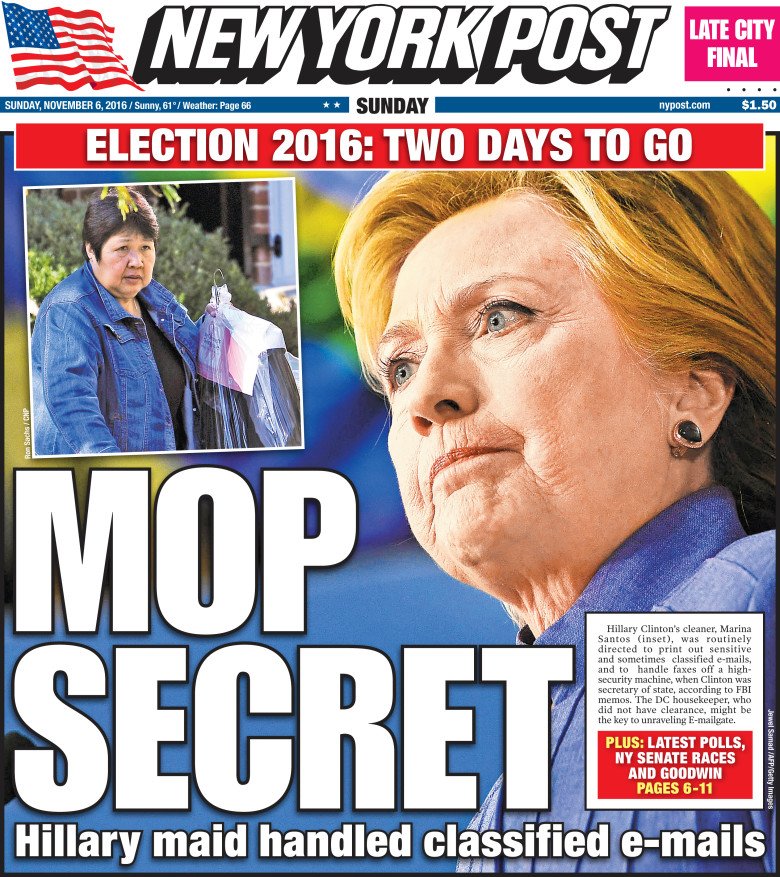 NEW YORK POST
LATE CITY
FINAL
SUNDAY, NOVEMBER 6, 2016 / Sunny, 61° / Weather: Page 66
★ ★ SUNDAY
nypost.com
$1.50
ELECTION 2016: TWO DAYS TO GO
Ron Sachs / CNP
MOP
SECRET
Hillary Clinton's cleaner, Marina
Santos (inset), was routinely
directed to print out sensitive
and sometimes classified e-mails,
and to handle faxes off a high-
security machine, when Clinton was
secretary of state, according to FBI
memos. The DC housekeeper, who
did not have clearance, might be
the key to unraveling E-mailgate.
PLUS: LATEST POLLS,
NY SENATE RACES
AND GOODWIN
PAGES 6-11
Jewel Samad /AFP/Getty Images
Hillary maid handled classified e-mails